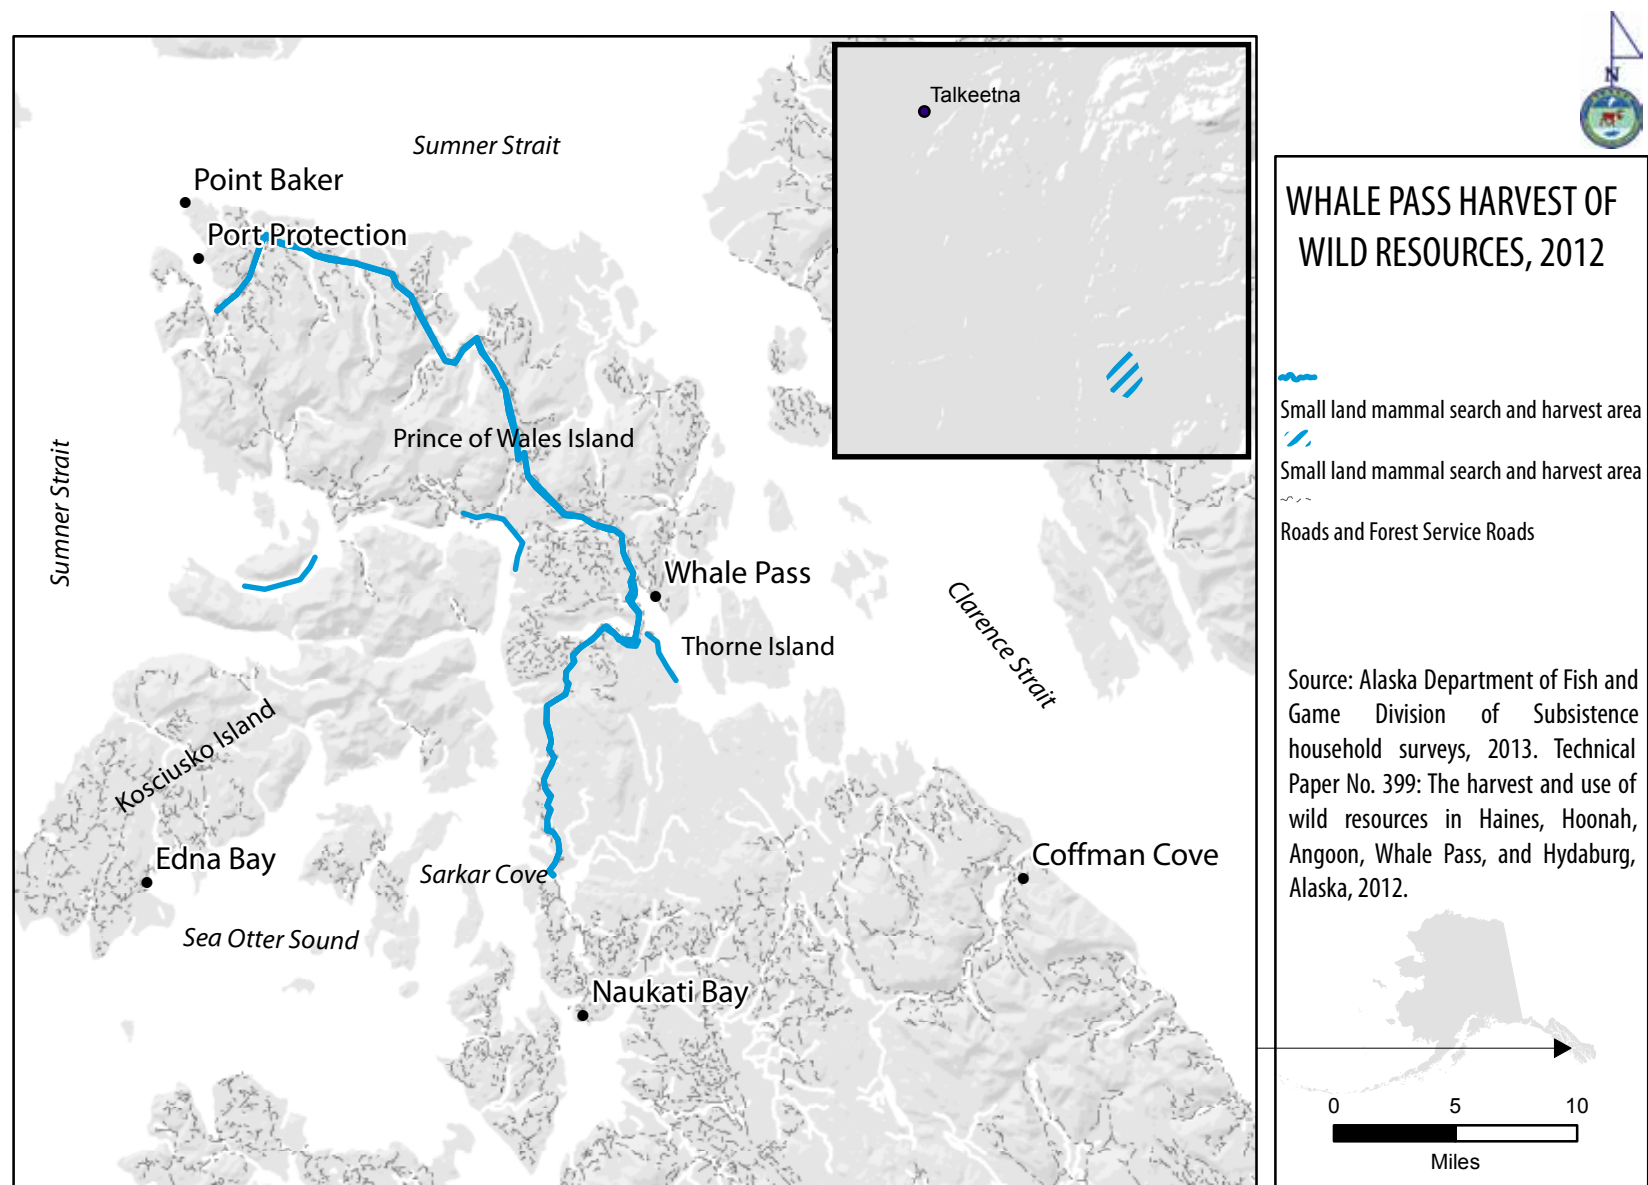 Talkeetna
Sumner Strait
Point Baker
Port Protection
Prince of Wales Island
Sumner Strait
Whale Pass
Thorne Island
Clarence Strait
Kosciusko Island
Edna Bay
Sarkar Cove
Coffman Cove
Sea Otter Sound
Naukati Bay
N
WHALE PASS HARVEST OF
WILD RESOURCES, 2012
Small land mammal search and harvest area
Small land mammal search and harvest area
Roads and Forest Service Roads
Source: Alaska Department of Fish and
Game Division of Subsistence
household surveys, 2013. Technical
Paper No. 399: The harvest and use of
wild resources in Haines, Hoonah,
Angoon, Whale Pass, and Hydaburg,
Alaska, 2012.
0 5 10
Miles